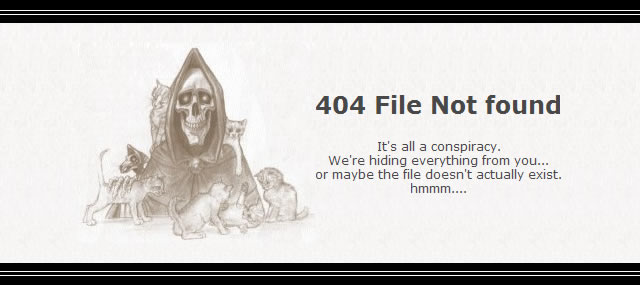 404 File Not found
It's all a conspiracy.
We're hiding everything from you...
or maybe the file doesn't actually exist.
hmmm....